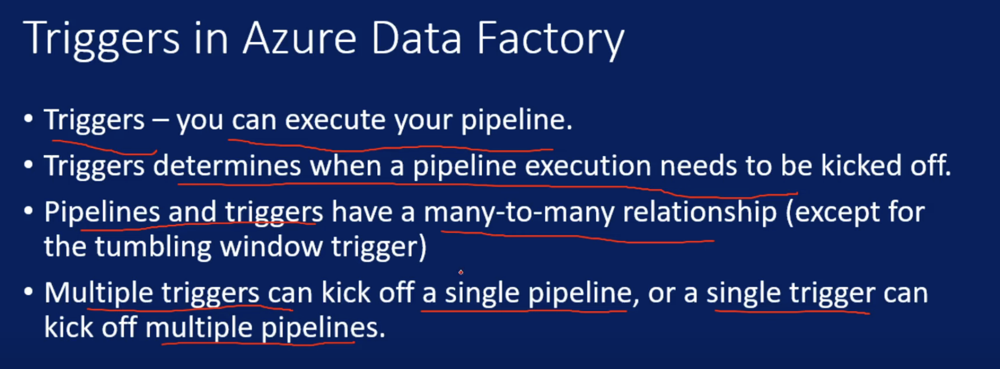 Triggers in Azure Data Factory
• Triggers – you can execute your pipeline.
• Triggers determines when a pipeline execution needs to be kicked off.
• Pipelines and triggers have a many-to-many relationship (except for
the tumbling window trigger)
• Multiple triggers can kick off a single pipeline, or a single trigger can
kick off multiple pipelines.